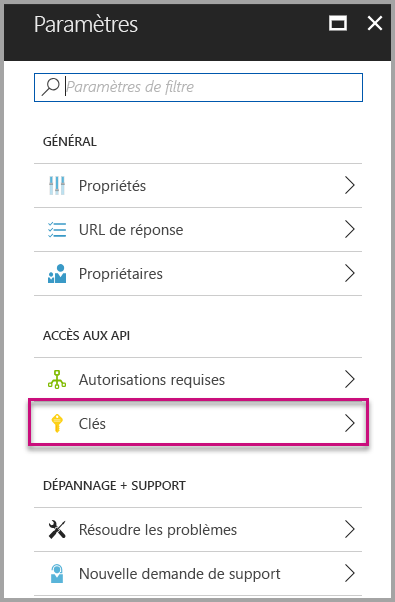 Paramètres
Paramètres de filtre
GÉNÉRAL
Propriétés
URL de réponse
Propriétaires
ACCÈS AUX API
Autorisations requises
Clés
DÉPANNAGE + SUPPORT
Résoudre les problèmes
Nouvelle demande de support